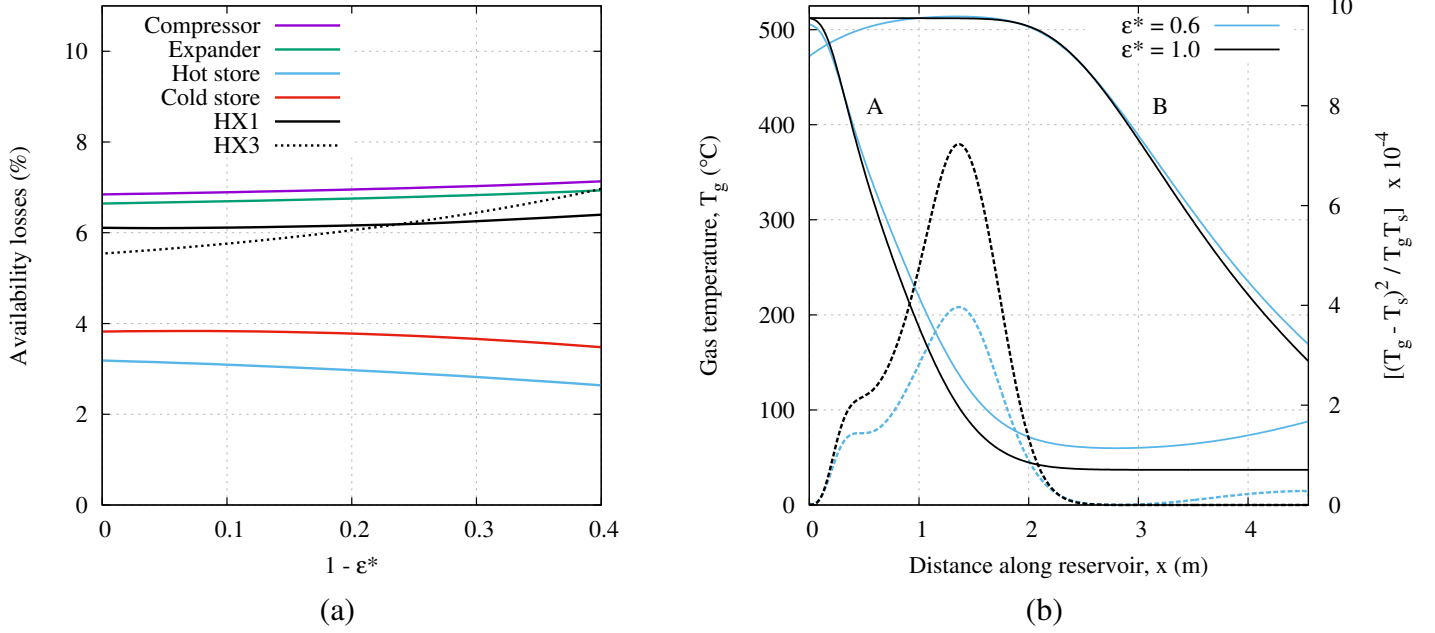 Compressor
Expander
Hot store
Cold store
HX1
HX3
Availability losses (%)
10
8
6
4
2
0
0 0.1 0.2 0.3 0.4
1 - ε*
(a)
ε* = 0.6
ε* = 1.0
A
B
Gas temperature, T_g (°C)
500
400
300
200
100
0
10
8
6
4
2
0
[(T_g - T_s)^2 / T_g T_s] x 10^-4
0 1 2 3 4
Distance along reservoir, x (m)
(b)